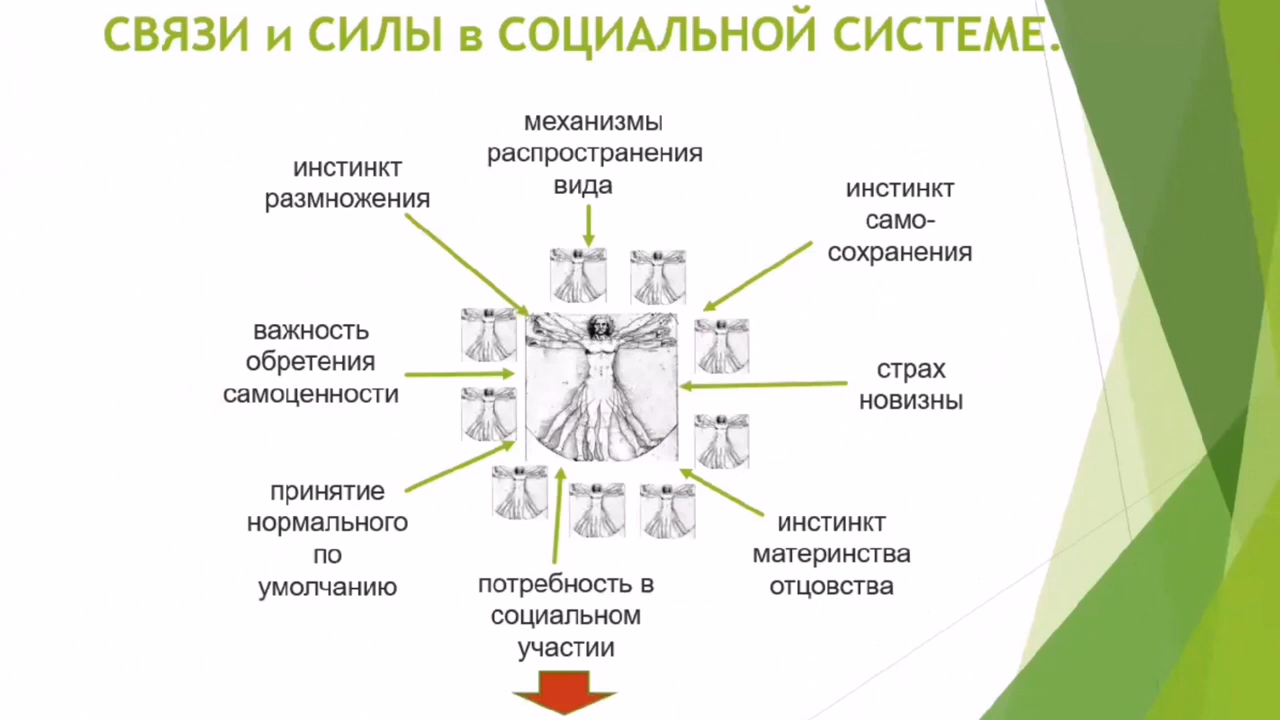 СВЯЗИ и СИЛЫ в СОЦИАЛЬНОЙ СИСТЕМЕ.
механизмы
распространения
вида
инстинкт
размножения
инстинкт
само-
сохранения
важность
обретения
самоценности
страх
новизны
принятие
нормального
по
умолчанию
потребность в
социальном
участии
инстинкт
материнства
отцовства